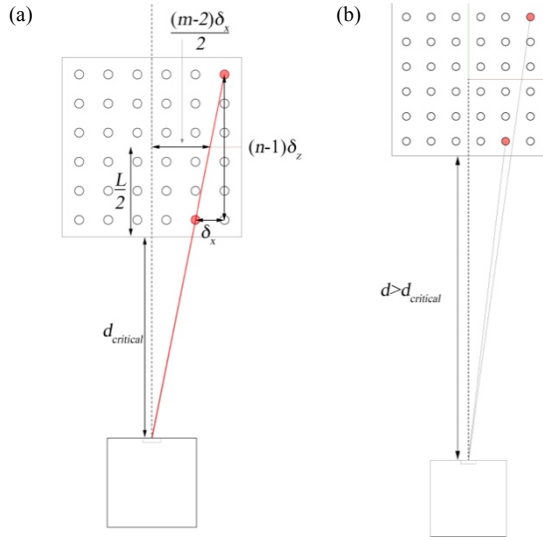 (a)
(m-2)δx
2
(n-1)δz
L
2
δx
dcritical
(b)
d>dcritical